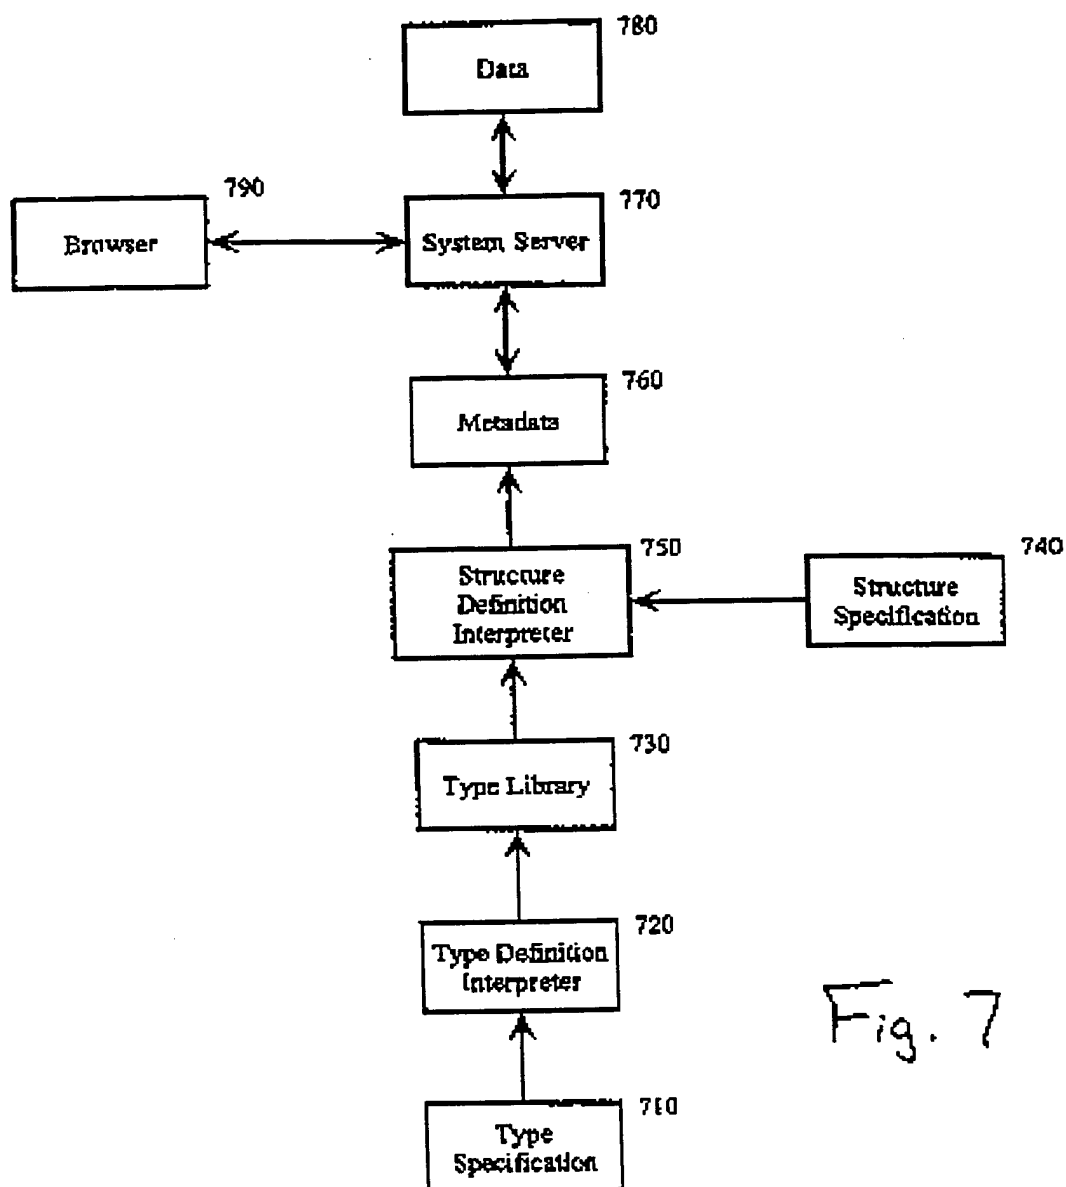 780
Data
790
770
Browser
System Server
760
Metadata
750
740
Structure
Definition
Interpreter
Structure
Specification
730
Type Library
720
Type Definition
Interpreter
Fig. 7
710
Type
Specification